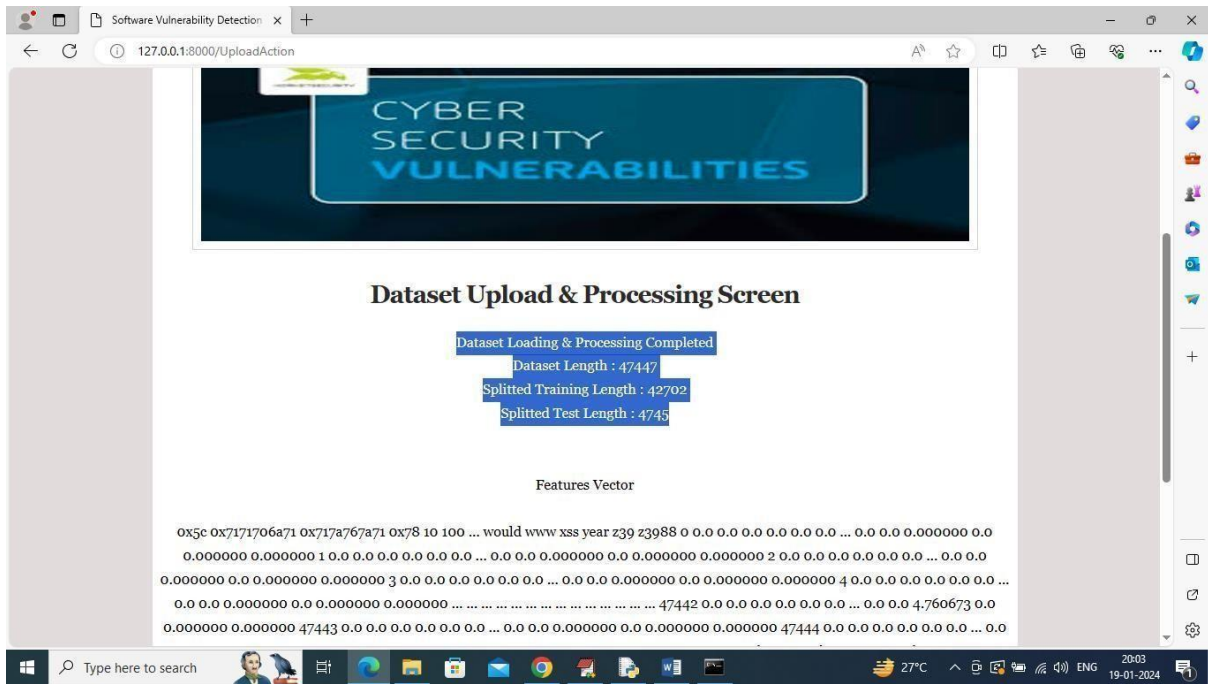 Software Vulnerability Detection
127.0.0.1:8000/UploadAction
CYBER
SECURITY
VULNERABILITIES
Dataset Upload & Processing Screen
Dataset Loading & Processing Completed
Dataset Length : 47447
Splitted Training Length : 42702
Splitted Test Length : 4745
Features Vector
0x5c 0x7171706a71 0x717a767a71 0x78 10 100 ... would www xss year z39 z3988 0 0.0 0.0 0.0 0.0 0.0 0.0 ... 0.0 0.0 0.000000 0.0
0.000000 0.000000 1 0.0 0.0 0.0 0.0 0.0 0.0 ... 0.0 0.0 0.000000 0.0 0.000000 0.000000 2 0.0 0.0 0.0 0.0 0.0 0.0 ... 0.0 0.0
0.000000 0.0 0.000000 0.000000 3 0.0 0.0 0.0 0.0 0.0 0.0 ... 0.0 0.0 0.000000 0.0 0.000000 0.000000 4 0.0 0.0 0.0 0.0 0.0 0.0 ...
0.0 0.0 0.000000 0.0 0.000000 0.000000 ... ... ... ... ... ... ... ... ... ... ... ... ... ... 47442 0.0 0.0 0.0 0.0 0.0 0.0 ... 0.0 0.0 4.760673 0.0
0.000000 0.000000 47443 0.0 0.0 0.0 0.0 0.0 0.0 ... 0.0 0.0 0.000000 0.0 0.000000 0.000000 47444 0.0 0.0 0.0 0.0 0.0 0.0 ... 0.0
Type here to search
27°C
ENG
20:03
19-01-2024